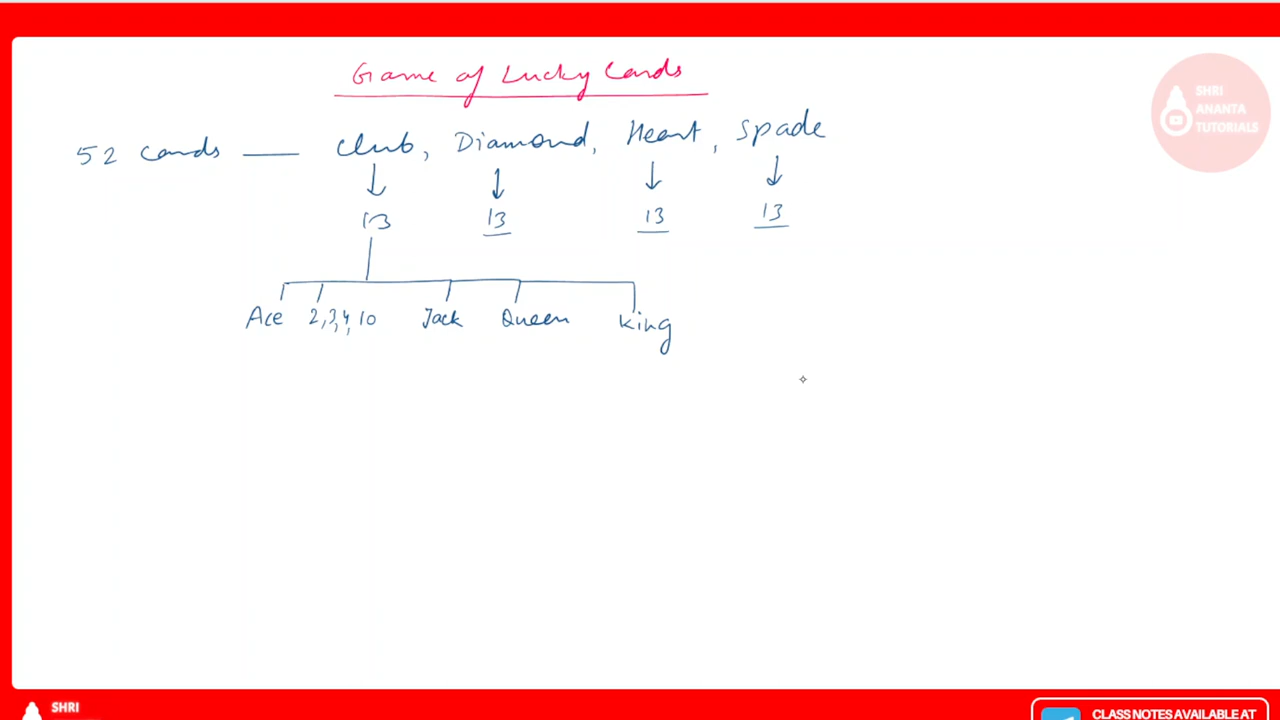 Game of Lucky Cards
52 cards — Club, Diamond, Heart, Spade
13 13 13 13
Ace 2,3,4,10 Jack Queen King
SHRI
ANANTA
TUTORIALS
SHRI
CLASS NOTES AVAILABLE AT